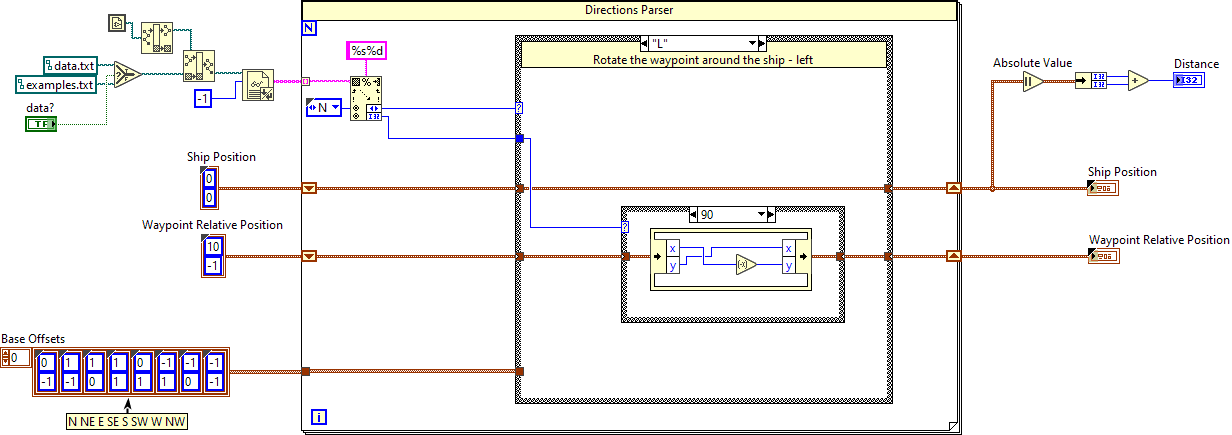 Directions Parser
N
"L"
Rotate the waypoint around the ship - left
%s%d
data.txt
examples.txt
-1
data?
TF
N
I32
?
Absolute Value
I32
I32
+
Distance
I32
Ship Position
0
0
Ship Position
90
?
Waypoint Relative Position
10
-1
x
y
x
y
Waypoint Relative Position
Base Offsets
0
0 1 1 1 0 -1 -1 -1
-1 -1 0 1 1 1 0 -1
N NE E SE S SW W NW
i